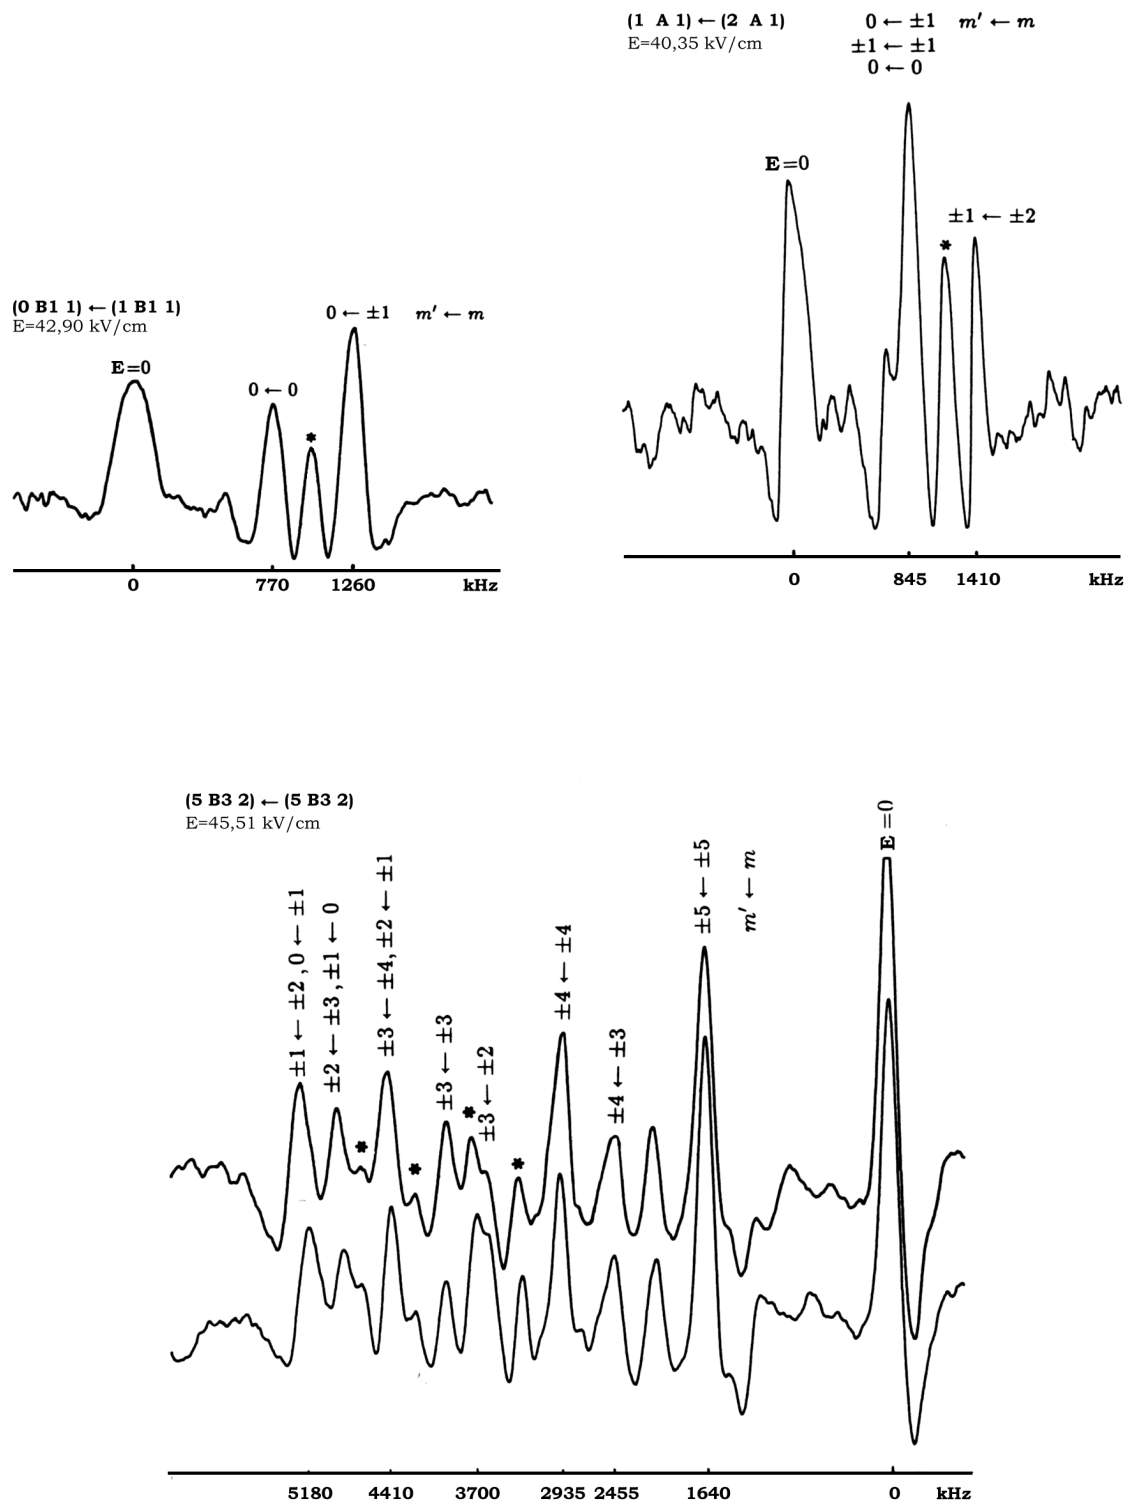 (1 A 1) ← (2 A 1)
E=40,35 kV/cm
0 ← ±1 m′ ← m
±1 ← ±1
0 ← 0
E=0
±1 ← ±2
*
0 845 1410 kHz
(0 B1 1) ← (1 B1 1)
E=42,90 kV/cm
0 ← ±1 m′ ← m
E=0
0 ← 0
*
0 770 1260 kHz
(5 B3 2) ← (5 B3 2)
E=45,51 kV/cm
±1 ← ±2, 0 ← ±1
±2 ← ±3, ±1 ← 0
*
±3 ← ±4, ±2 ← ±1
*
±3 ← ±3
*
±3 ← ±2
*
±4 ← ±4
±4 ← ±3
±5 ← ±5
m′ ← m
E=0
5180 4410 3700 2935 2455 1640 0 kHz